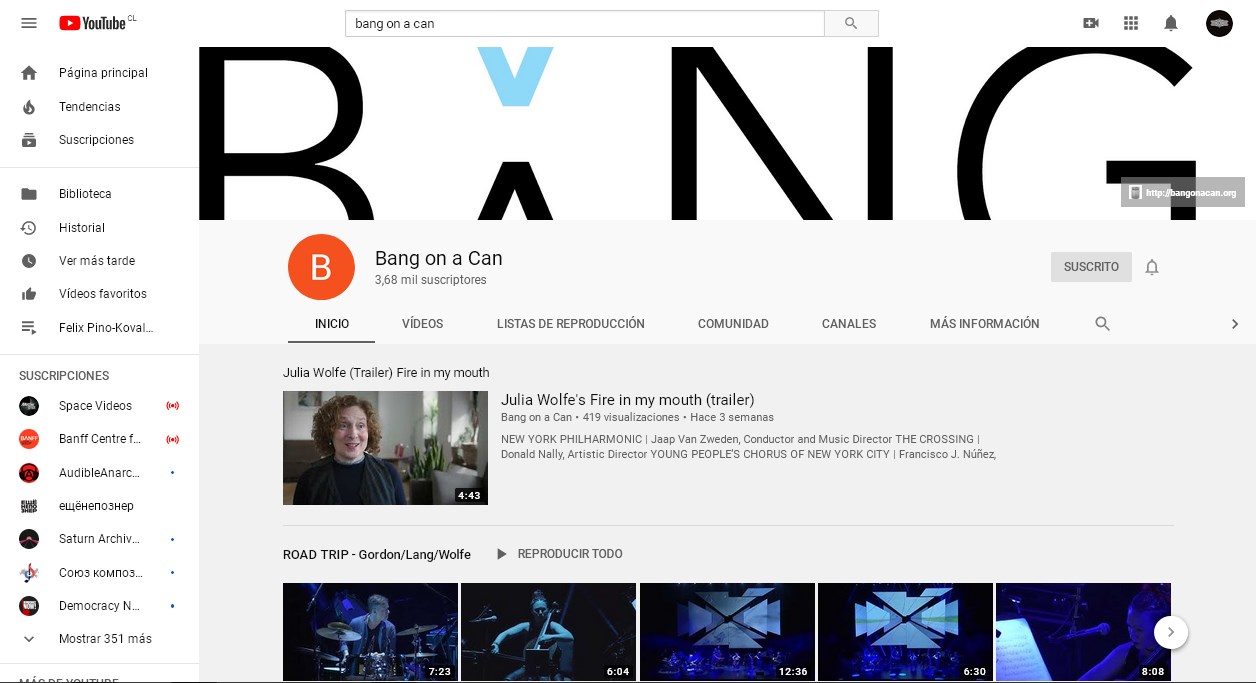 YouTube CL
bang on a can
Página principal
Tendencias
Suscripciones
Biblioteca
Historial
Ver más tarde
Vídeos favoritos
Felix Pino-Koval...
SUSCRIPCIONES
Space Videos
Banff Centre f...
AudibleAnarc...
ещёнепознер
Saturn Archiv...
Союз композ...
Democracy N...
Mostrar 351 más
MÁS DE YOUTUBE
BANG
http://bangonacan.org
B
Bang on a Can
3,68 mil suscriptores
SUSCRITO
INICIO
VÍDEOS
LISTAS DE REPRODUCCIÓN
COMUNIDAD
CANALES
MÁS INFORMACIÓN
Julia Wolfe (Trailer) Fire in my mouth
4:43
Julia Wolfe's Fire in my mouth (trailer)
Bang on a Can • 419 visualizaciones • Hace 3 semanas
NEW YORK PHILHARMONIC | Jaap Van Zweden, Conductor and Music Director THE CROSSING |
Donald Nally, Artistic Director YOUNG PEOPLE'S CHORUS OF NEW YORK CITY | Francisco J. Núñez,
ROAD TRIP - Gordon/Lang/Wolfe
REPRODUCIR TODO
7:23
6:04
12:36
6:30
8:08